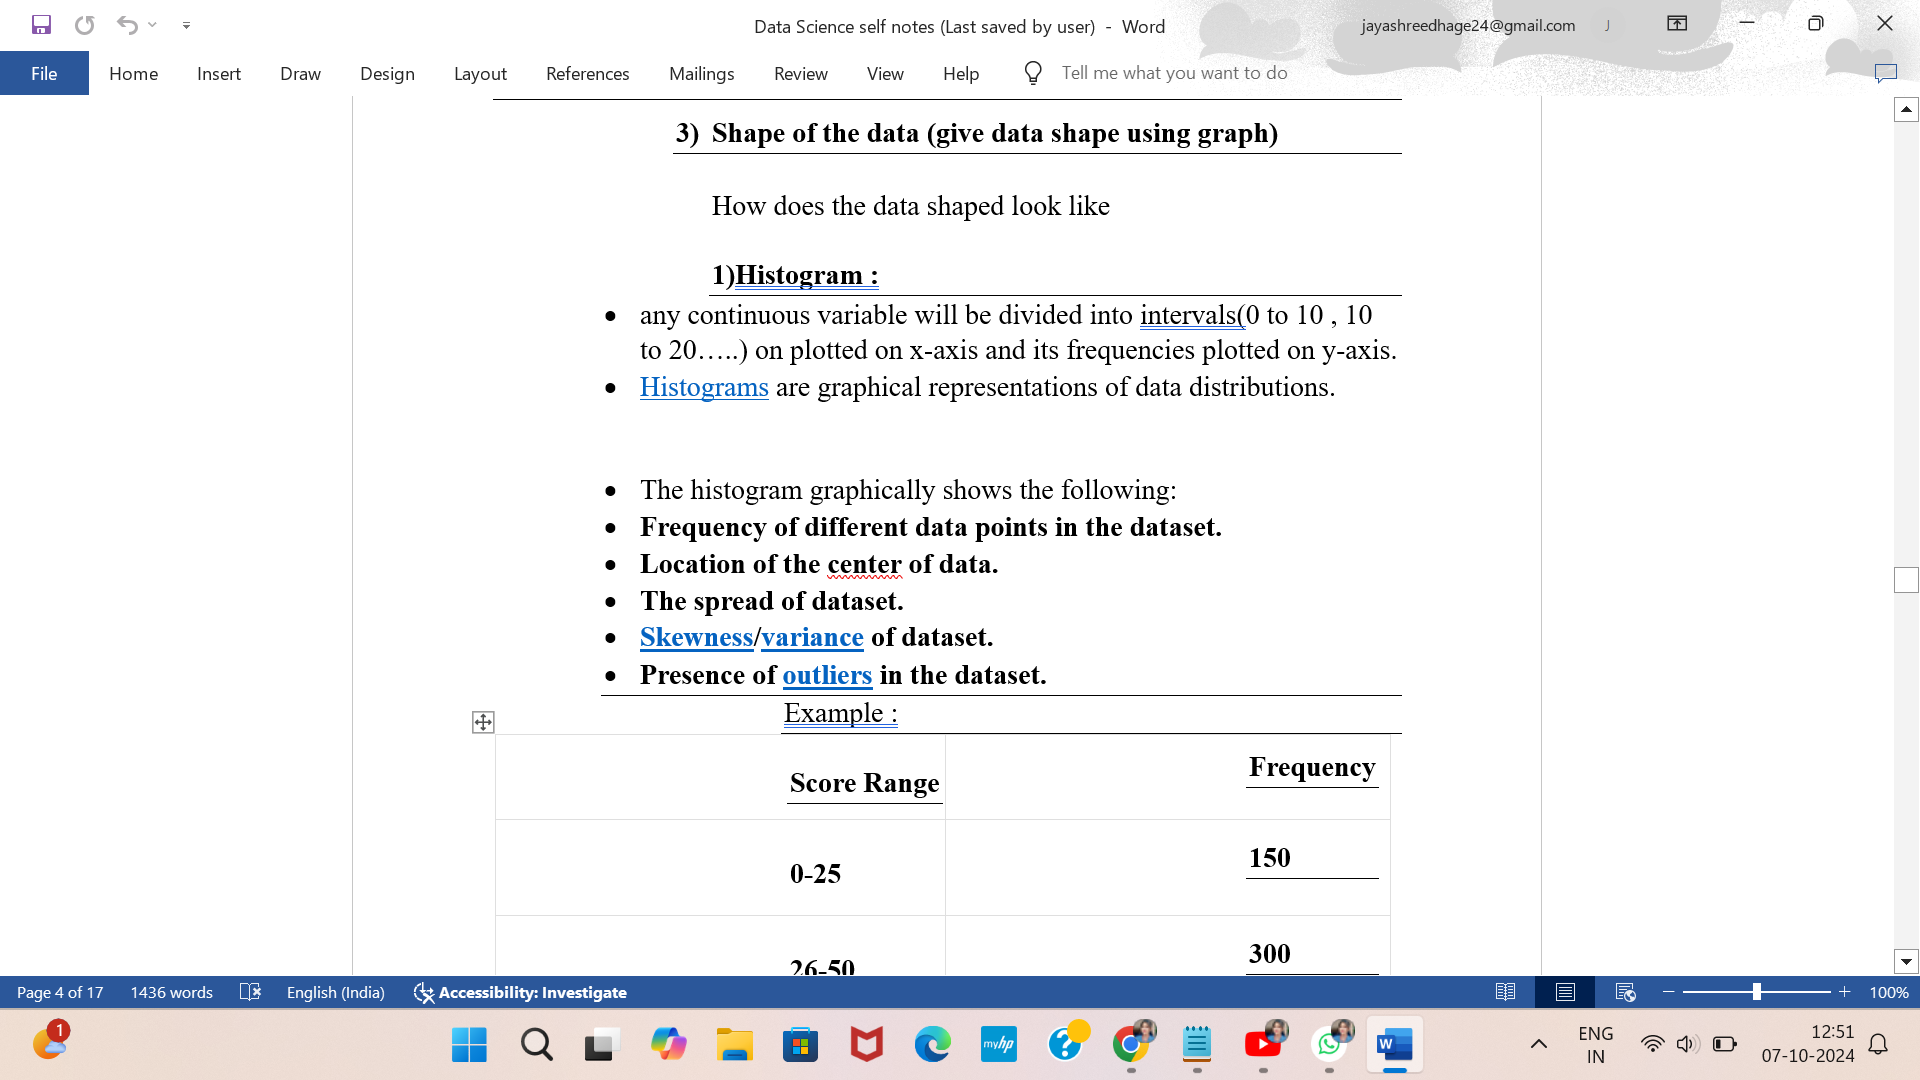 Data Science self notes (Last saved by user) - Word
jayashreedhage24@gmail.com
J
File Home Insert Draw Design Layout References Mailings Review View Help Tell me what you want to do
3) Shape of the data (give data shape using graph)
How does the data shaped look like
1)Histogram :
• any continuous variable will be divided into intervals(0 to 10 , 10
to 20…..) on plotted on x-axis and its frequencies plotted on y-axis.
• Histograms are graphical representations of data distributions.
• The histogram graphically shows the following:
• Frequency of different data points in the dataset.
• Location of the center of data.
• The spread of dataset.
• Skewness/variance of dataset.
• Presence of outliers in the dataset.
Example :
Score Range Frequency
0-25 150
26-50 300
Page 4 of 17 1436 words English (India) Accessibility: Investigate 100%
1
myhp
?
W
ENG
IN
12:51
07-10-2024